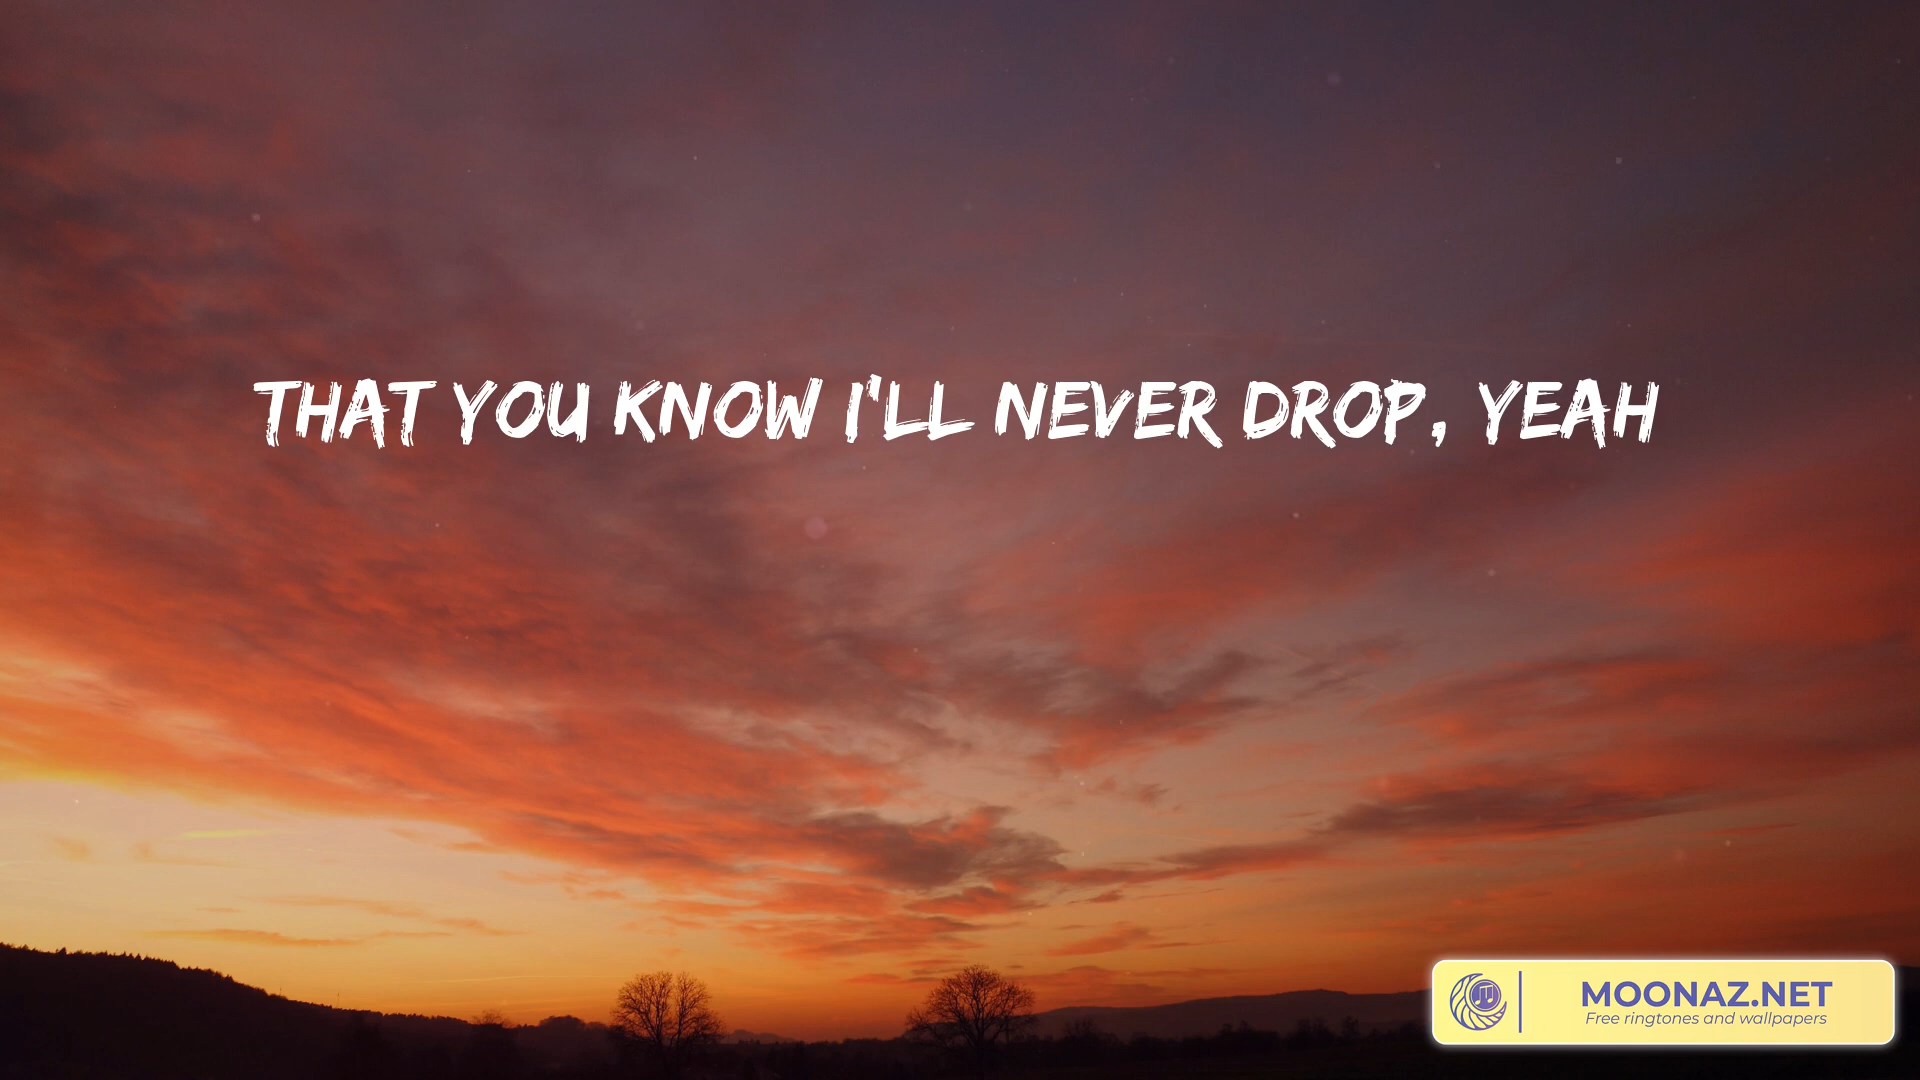 THAT YOU KNOW I'LL NEVER DROP, YEAH
MOONAZ.NET
Free ringtones and wallpapers